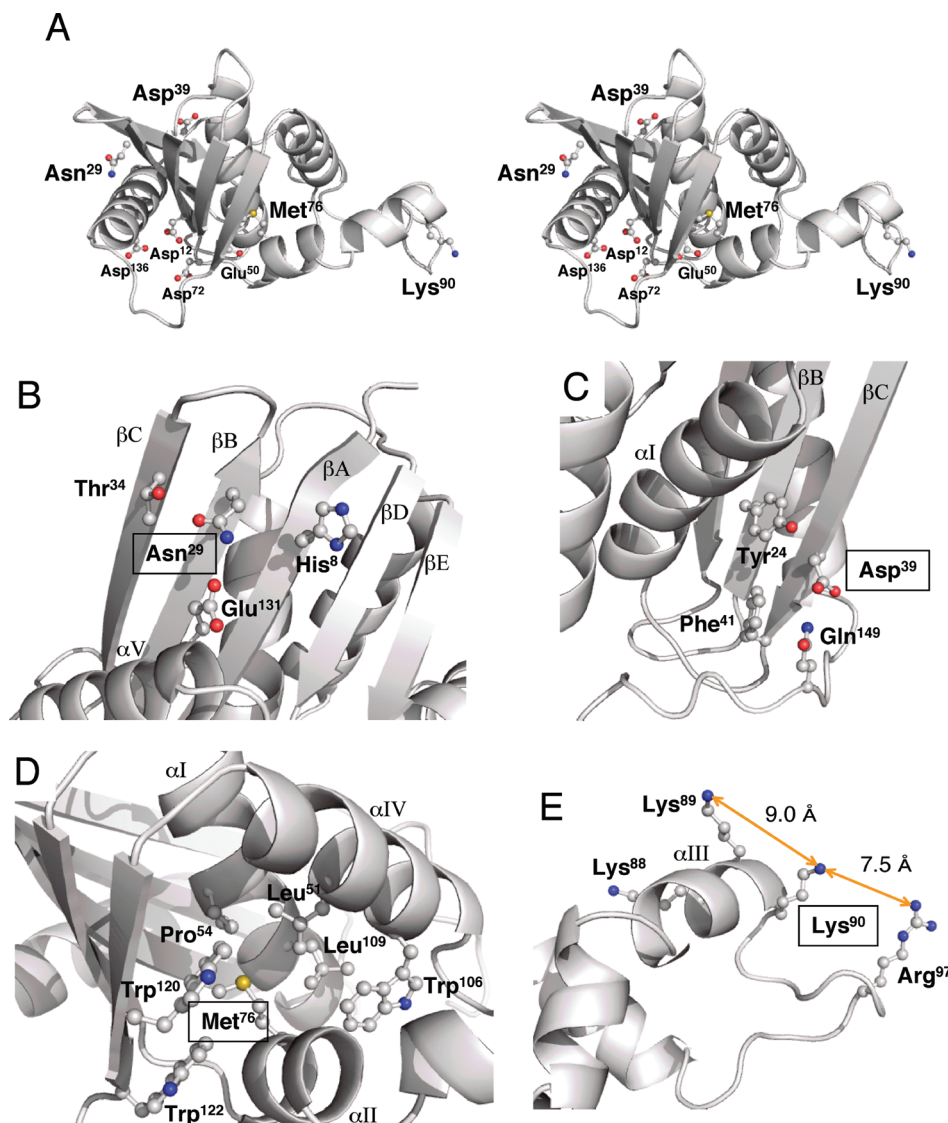 A
Asp39
Asn29
Met76
Asp12
Asp136
Glu50
Asp72
Lys90
Asp39
Asn29
Met76
Asp12
Asp136
Glu50
Asp72
Lys90
B
βC
βB
βA
Thr34
βD
Asn29
His8
βE
Glu131
αV
C
βB
βC
αI
Tyr24
Asp39
Phe41
Gln149
D
αI
αIV
Leu51
Pro54
Leu109
Trp120
Trp106
Met76
Trp122
αII
E
Lys89
9.0 Å
αIII
7.5 Å
Lys88
Lys90
Arg97